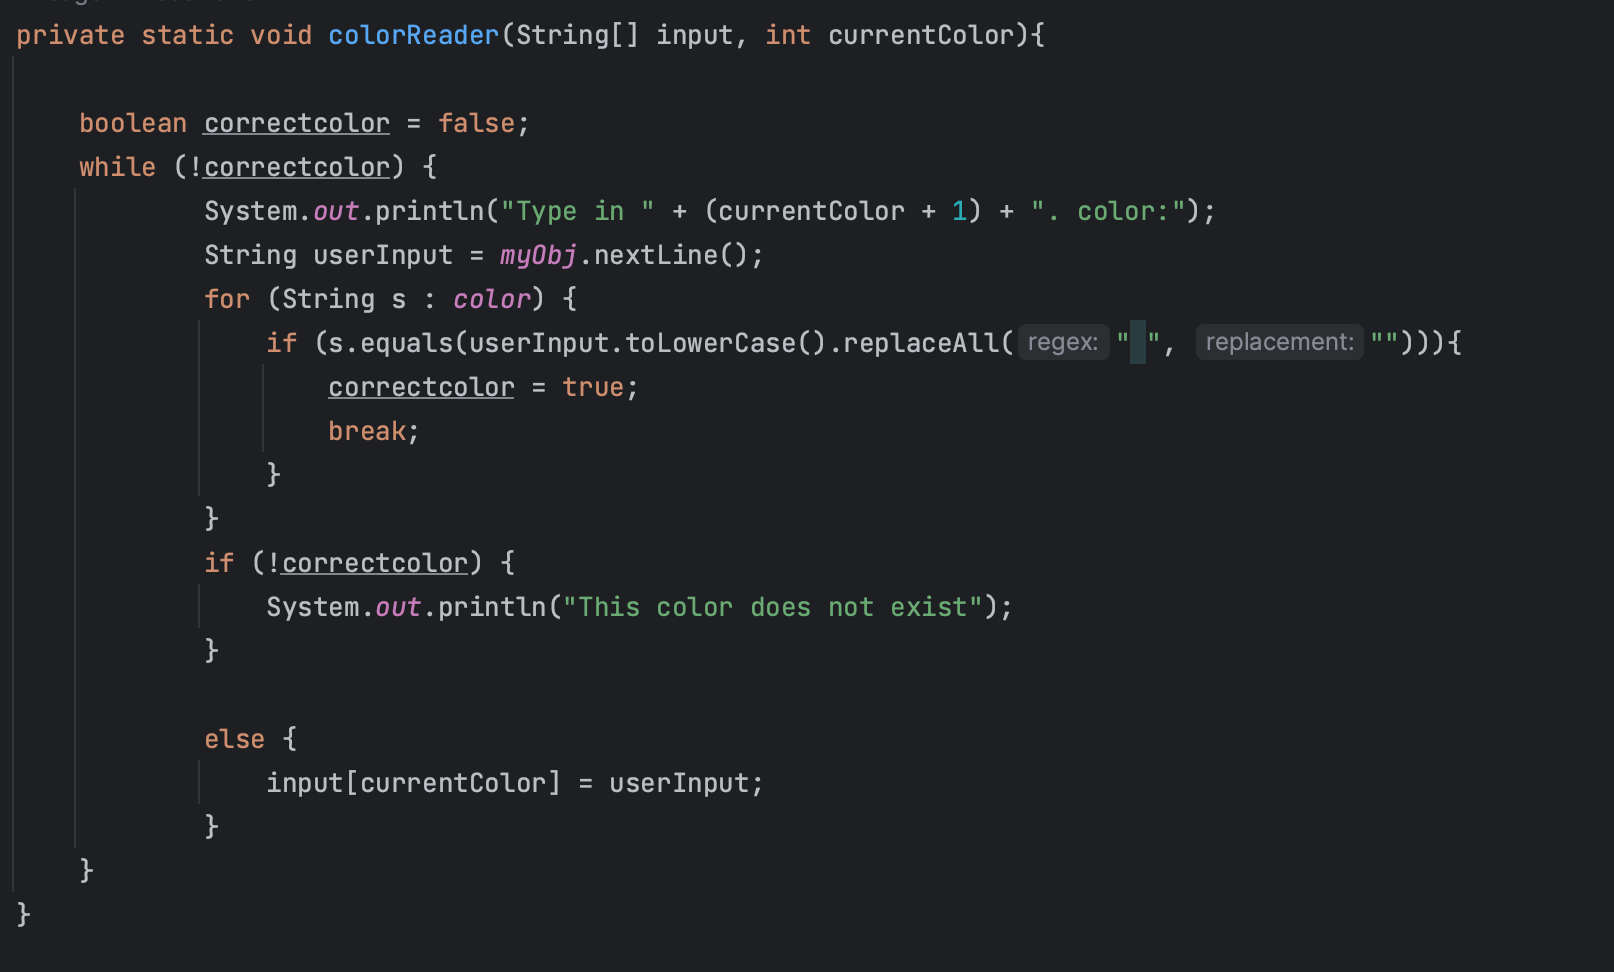 private static void colorReader(String[] input, int currentColor){
boolean correctcolor = false;
while (!correctcolor) {
System.out.println("Type in " + (currentColor + 1) + ". color:");
String userInput = myObj.nextLine();
for (String s : color) {
if (s.equals(userInput.toLowerCase().replaceAll( regex: " ", replacement: ""))){
correctcolor = true;
break;
}
}
if (!correctcolor) {
System.out.println("This color does not exist");
}
else {
input[currentColor] = userInput;
}
}
}